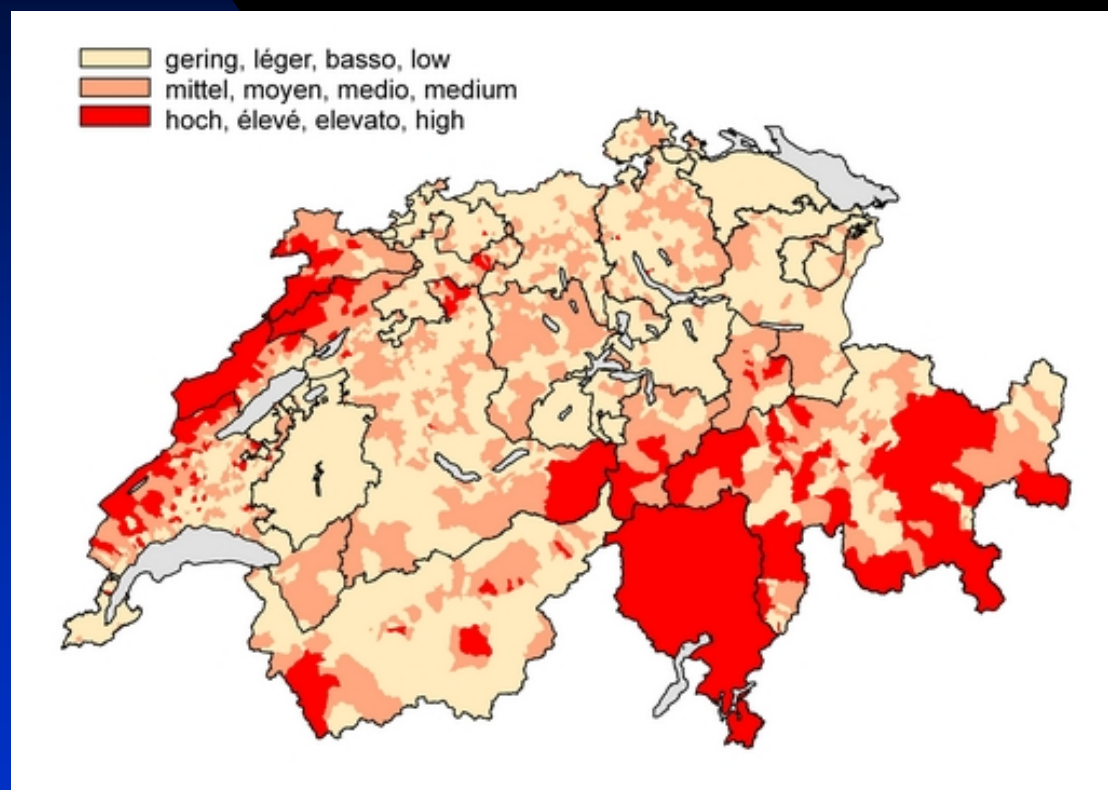 gering, léger, basso, low
mittel, moyen, medio, medium
hoch, élevé, elevato, high